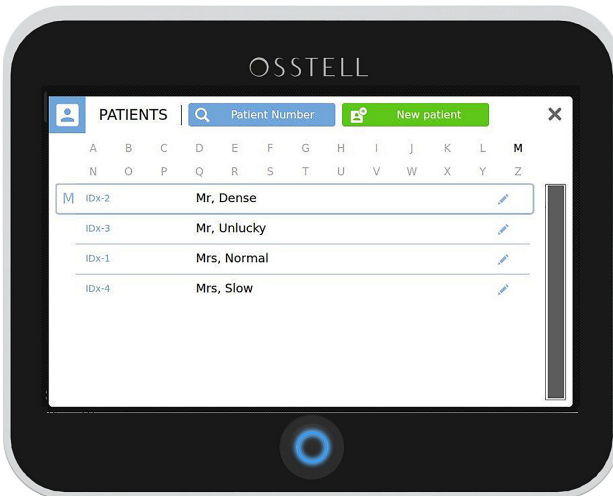 OSSTELL
PATIENTS Patient Number New patient
A B C D E F G H I J K L M
N O P Q R S T U V W X Y Z
M IDx-2 Mr, Dense
IDx-3 Mr, Unlucky
IDx-1 Mrs, Normal
IDx-4 Mrs, Slow